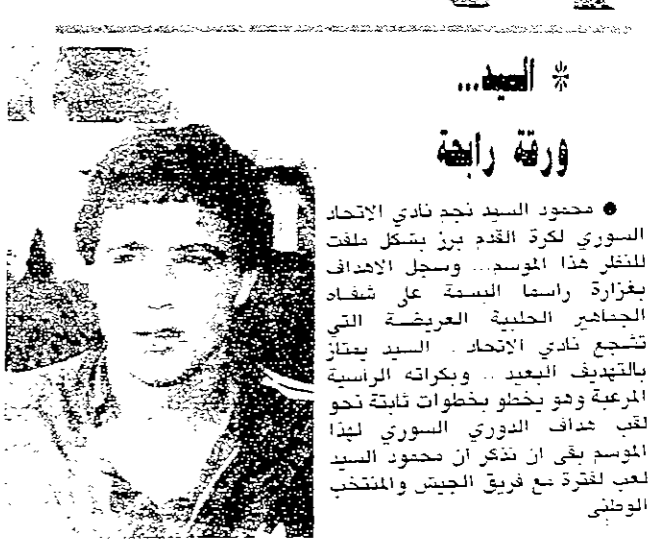 * السيد...
ورقة رابحة
● محمود السيد نجم نادي الاتحاد
السوري لكرة القدم برز بشكل ملفت
للنظر هذا الموسم... وسجل الاهداف
بغزارة راسما البسمة على شفاه
الجماهير الحلبية العريضة التي
تشجع نادي الاتحاد . السيد يمتاز
بالتهديف البعيد .. وبكراته الراسية
المرعبة وهو يخطو بخطوات ثابتة نحو
لقب هداف الدوري السوري لهذا
الموسم بقى ان نذكر ان محمود السيد
لعب لفترة مع فريق الجيش والمنتخب
الوطنى